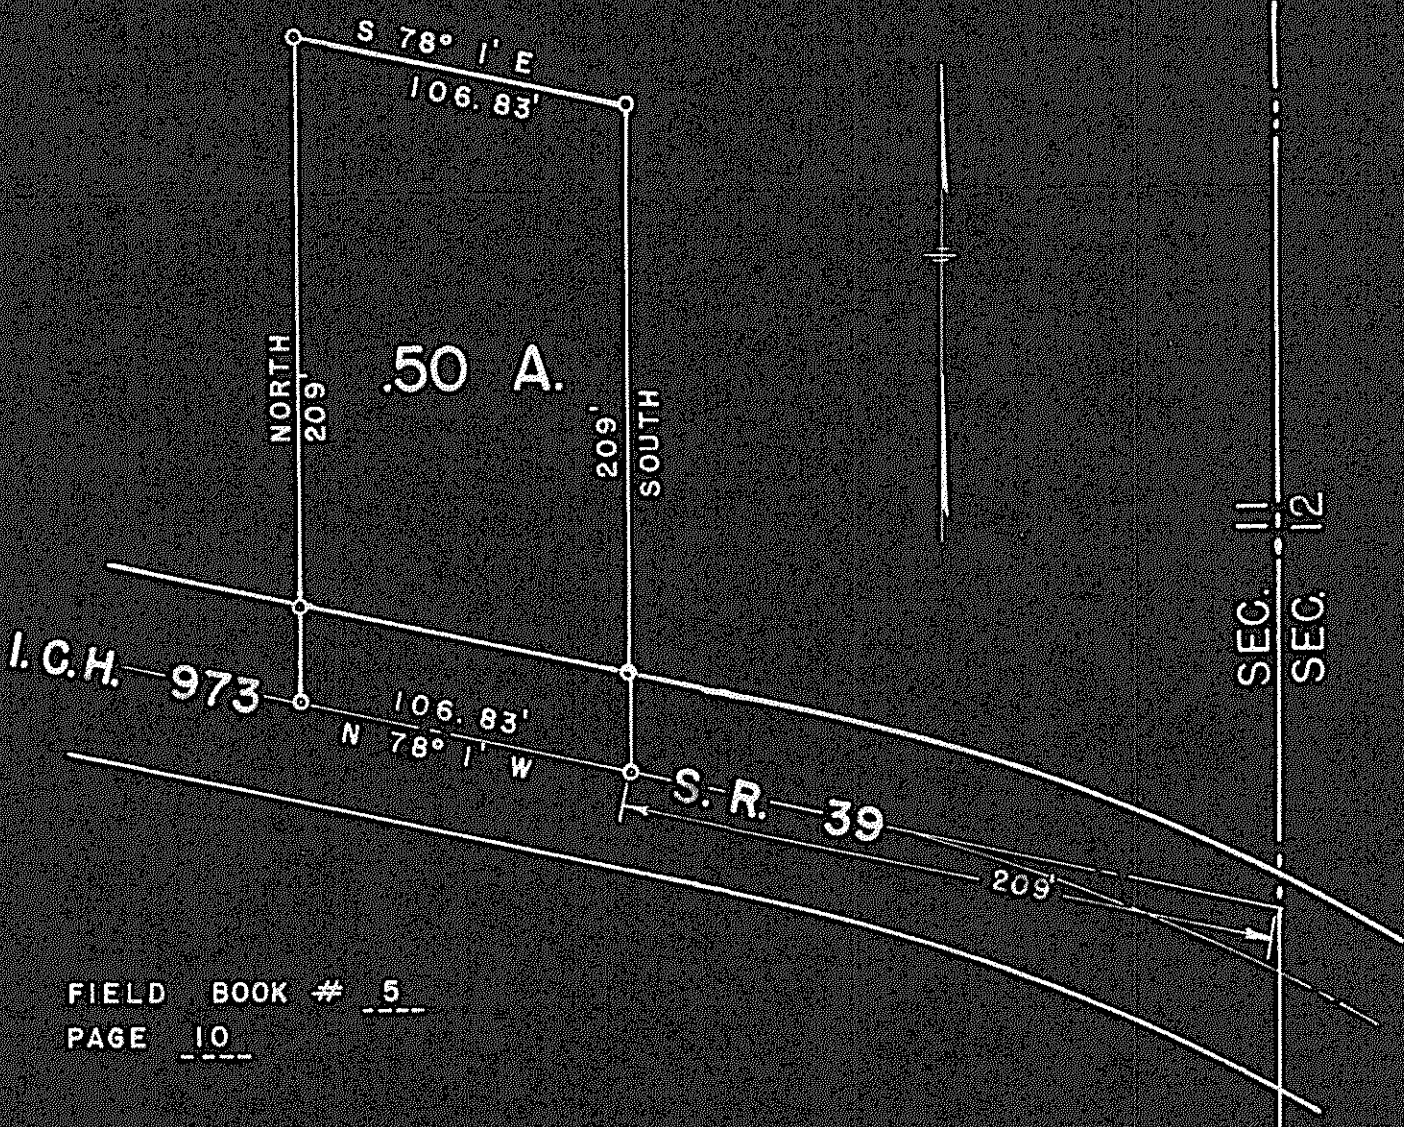 S 78° 1' E
106.83'
NORTH
209'
.50 A.
209'
SOUTH
SEC. 11
SEC. 12
I.C.H. 973
106.83'
N 78° 1' W
S. R. 39
209'
FIELD BOOK # 5
PAGE 10